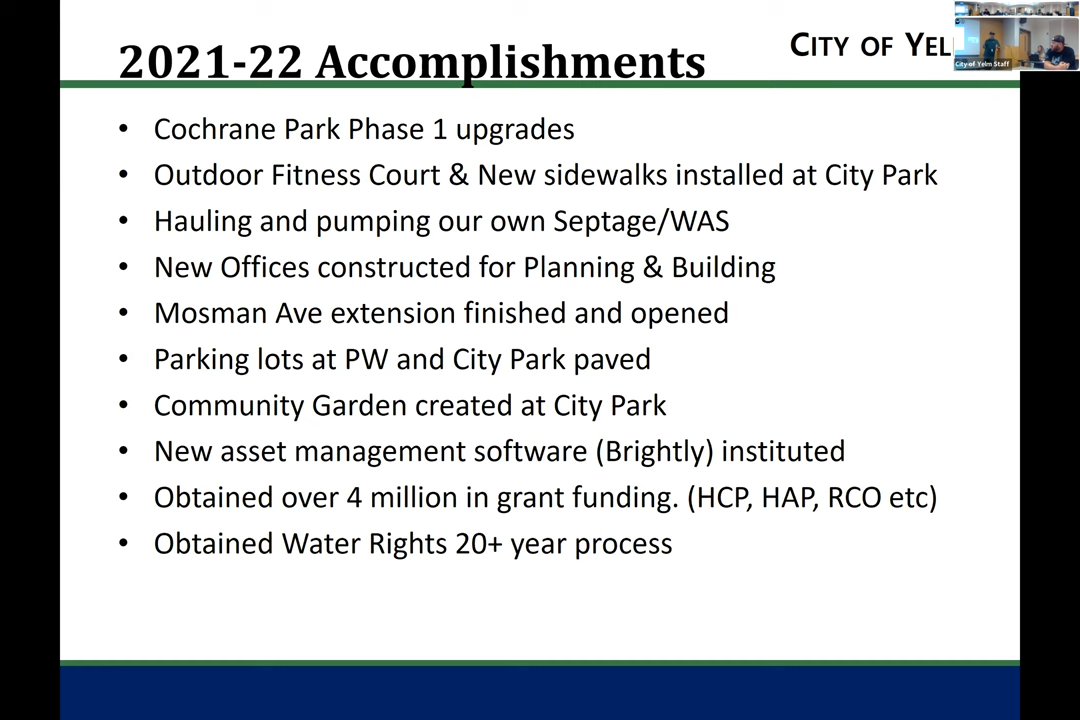 2021-22 Accomplishments
CITY OF YEL
City of Yelm Staff
• Cochrane Park Phase 1 upgrades
• Outdoor Fitness Court & New sidewalks installed at City Park
• Hauling and pumping our own Septage/WAS
• New Offices constructed for Planning & Building
• Mosman Ave extension finished and opened
• Parking lots at PW and City Park paved
• Community Garden created at City Park
• New asset management software (Brightly) instituted
• Obtained over 4 million in grant funding. (HCP, HAP, RCO etc)
• Obtained Water Rights 20+ year process